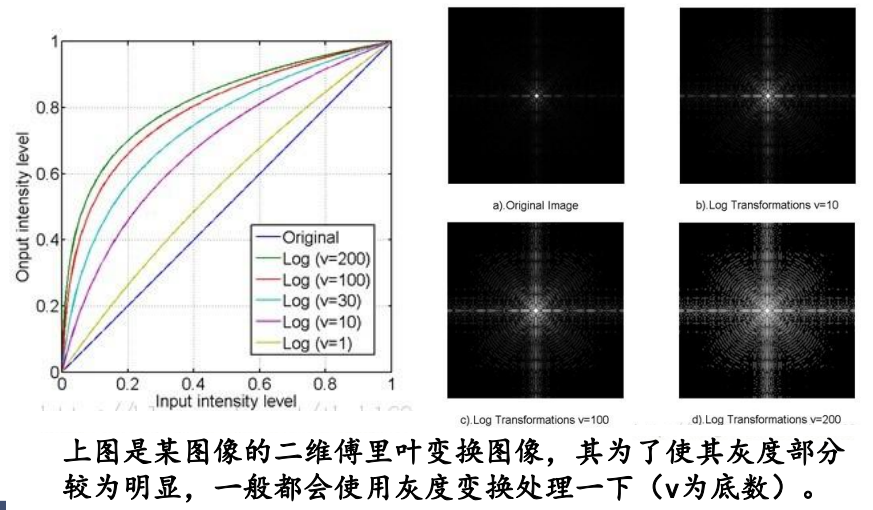 1
0.8
0.6
0.4
0.2
0
0
0.2
0.4
0.6
0.8
1
Onput intensity level
Input intensity level
Original
Log (v=200)
Log (v=100)
Log (v=30)
Log (v=10)
Log (v=1)
a).Original Image
b).Log Transformations v=10
c).Log Transformations v=100
d).Log Transformations v=200
上图是某图像的二维傅里叶变换图像，其为了使其灰度部分
较为明显，一般都会使用灰度变换处理一下（v为底数）。